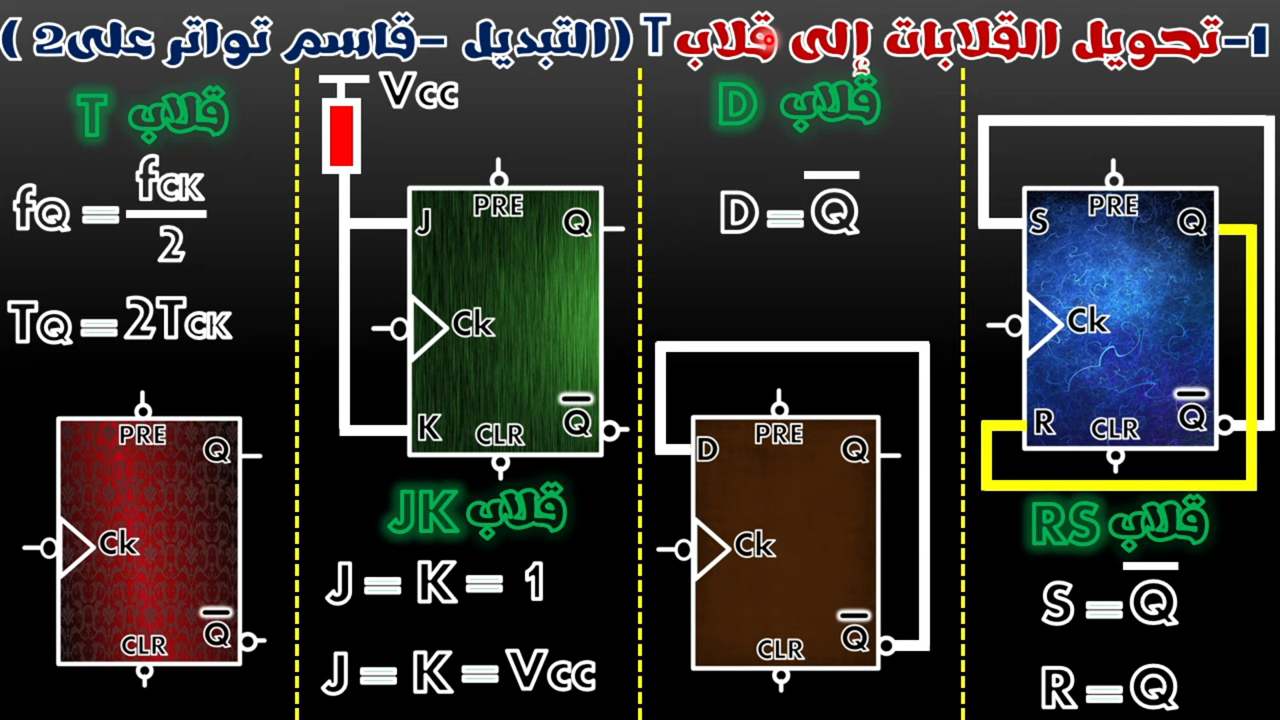 1-تحويل القلابات إلى قلاب T (التبديل -قاسم تواتر على2 )
S
PRE
Q
Ck
R
CLR
Q̅
قلاب RS
S = Q̅
R = Q
قلاب D
D = Q̅
D
PRE
Q
Ck
CLR
Q̅
Vcc
J
PRE
Q
Ck
K
CLR
Q̅
قلاب JK
J = K = 1
J = K = Vcc
قلاب T
fQ = fCK / 2
TQ = 2TCK
PRE
Q
Ck
CLR
Q̅